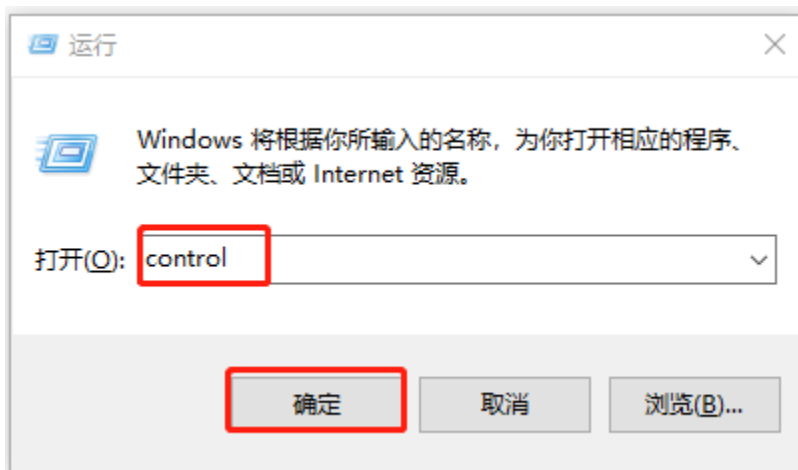 运行
Windows 将根据你所输入的名称，为你打开相应的程序、
文件夹、文档或 Internet 资源。
打开(O): control
确定 取消 浏览(B)...